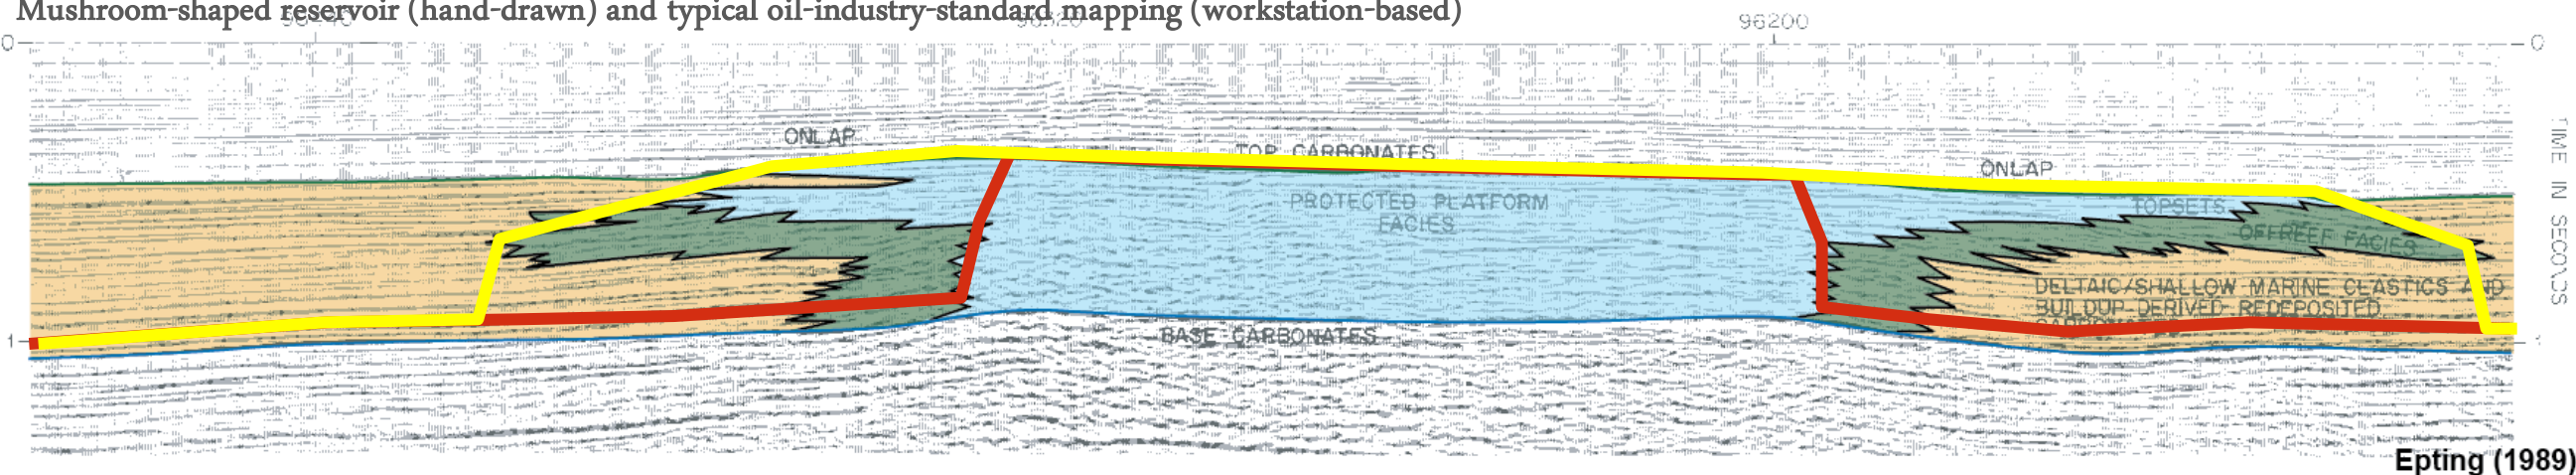 Mushroom-shaped reservoir (hand-drawn) and typical oil-industry-standard mapping (workstation-based)
96200
0
0
ONLAP
TOP CARBONATES
ONLAP
PROTECTED PLATFORM
FACIES
TOPSETS
OFFREEF FACIES
DELTAIC/SHALLOW MARINE CLASTICS AND
BUILDUP DERIVED REDEPOSITED
BASE CARBONATES
1
TIME IN SECONDS
Epting (1989)